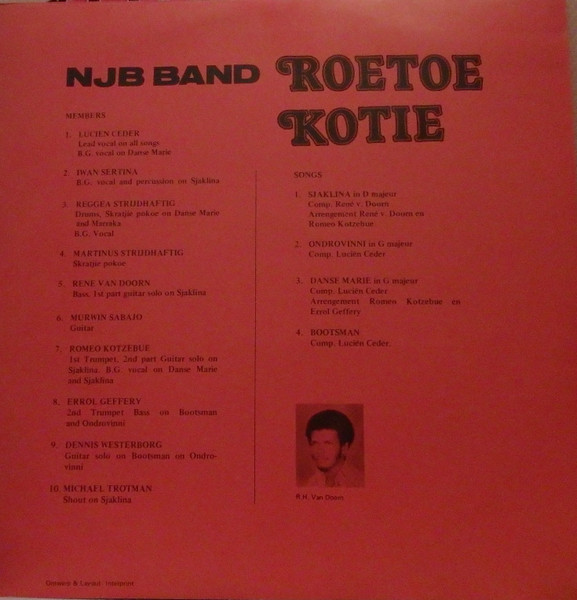 NJB BAND
ROETOE
KOTIE
MEMBERS
1. LUCIEN CEDER
Lead vocal on all songs
B.G. vocal on Danse Marie
2. IWAN SERTINA
B.G. vocal and percussion on Sjaklina
3. REGGEA STRIJDHAFTIG
Drums, Skratjie pokoe on Danse Marie
and
B.G. Vocal
4. MARTINUS STRIJDHAFTIG
Skratjie pokoe
5. RENE VAN DOORN
Bass, 1st part guitar solo on Sjaklina
6. MURWIN SABAJO
Guitar
7. ROMEO KOTZEBUE
1st Trumpet, 2nd part Guitar solo on
Sjaklina. B.G. vocal on Danse Marie
and Sjaklina
8. ERROL GEFFERY
2nd Trumpet Bass on Bootsman
and Ondrovinni
9. DENNIS WESTERBORG
Guitar solo on Bootsman on Ondro-
vinni
10. MICHAEL TROTMAN
Shout on Sjaklina
SONGS
1. SJAKLINA in D majeur
Comp. René v. Doorn
Arrengement René v. Doorn en
Romeo Kotzebue.
2. ONDROVINNI in G majeur
Comp. Luciën Ceder
3. DANSE MARIE in G majeur
Comp. Luciën Ceder
Arrengement Romeo Kotzebue en
Errol Geffery
4. BOOTSMAN
Comp. Luciën Ceder.
R.H. Van Doorn
& Layout: